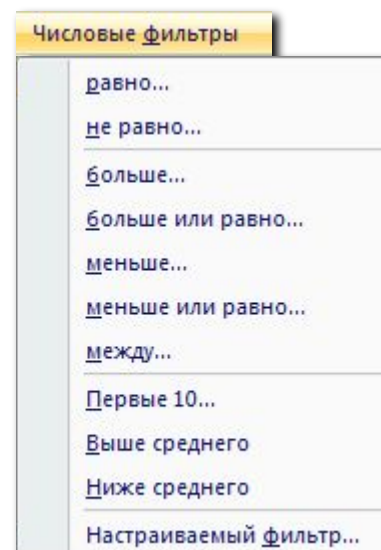 Числовые фильтры
равно...
не равно...
больше...
больше или равно...
меньше...
меньше или равно...
между...
Первые 10...
Выше среднего
Ниже среднего
Настраиваемый фильтр...